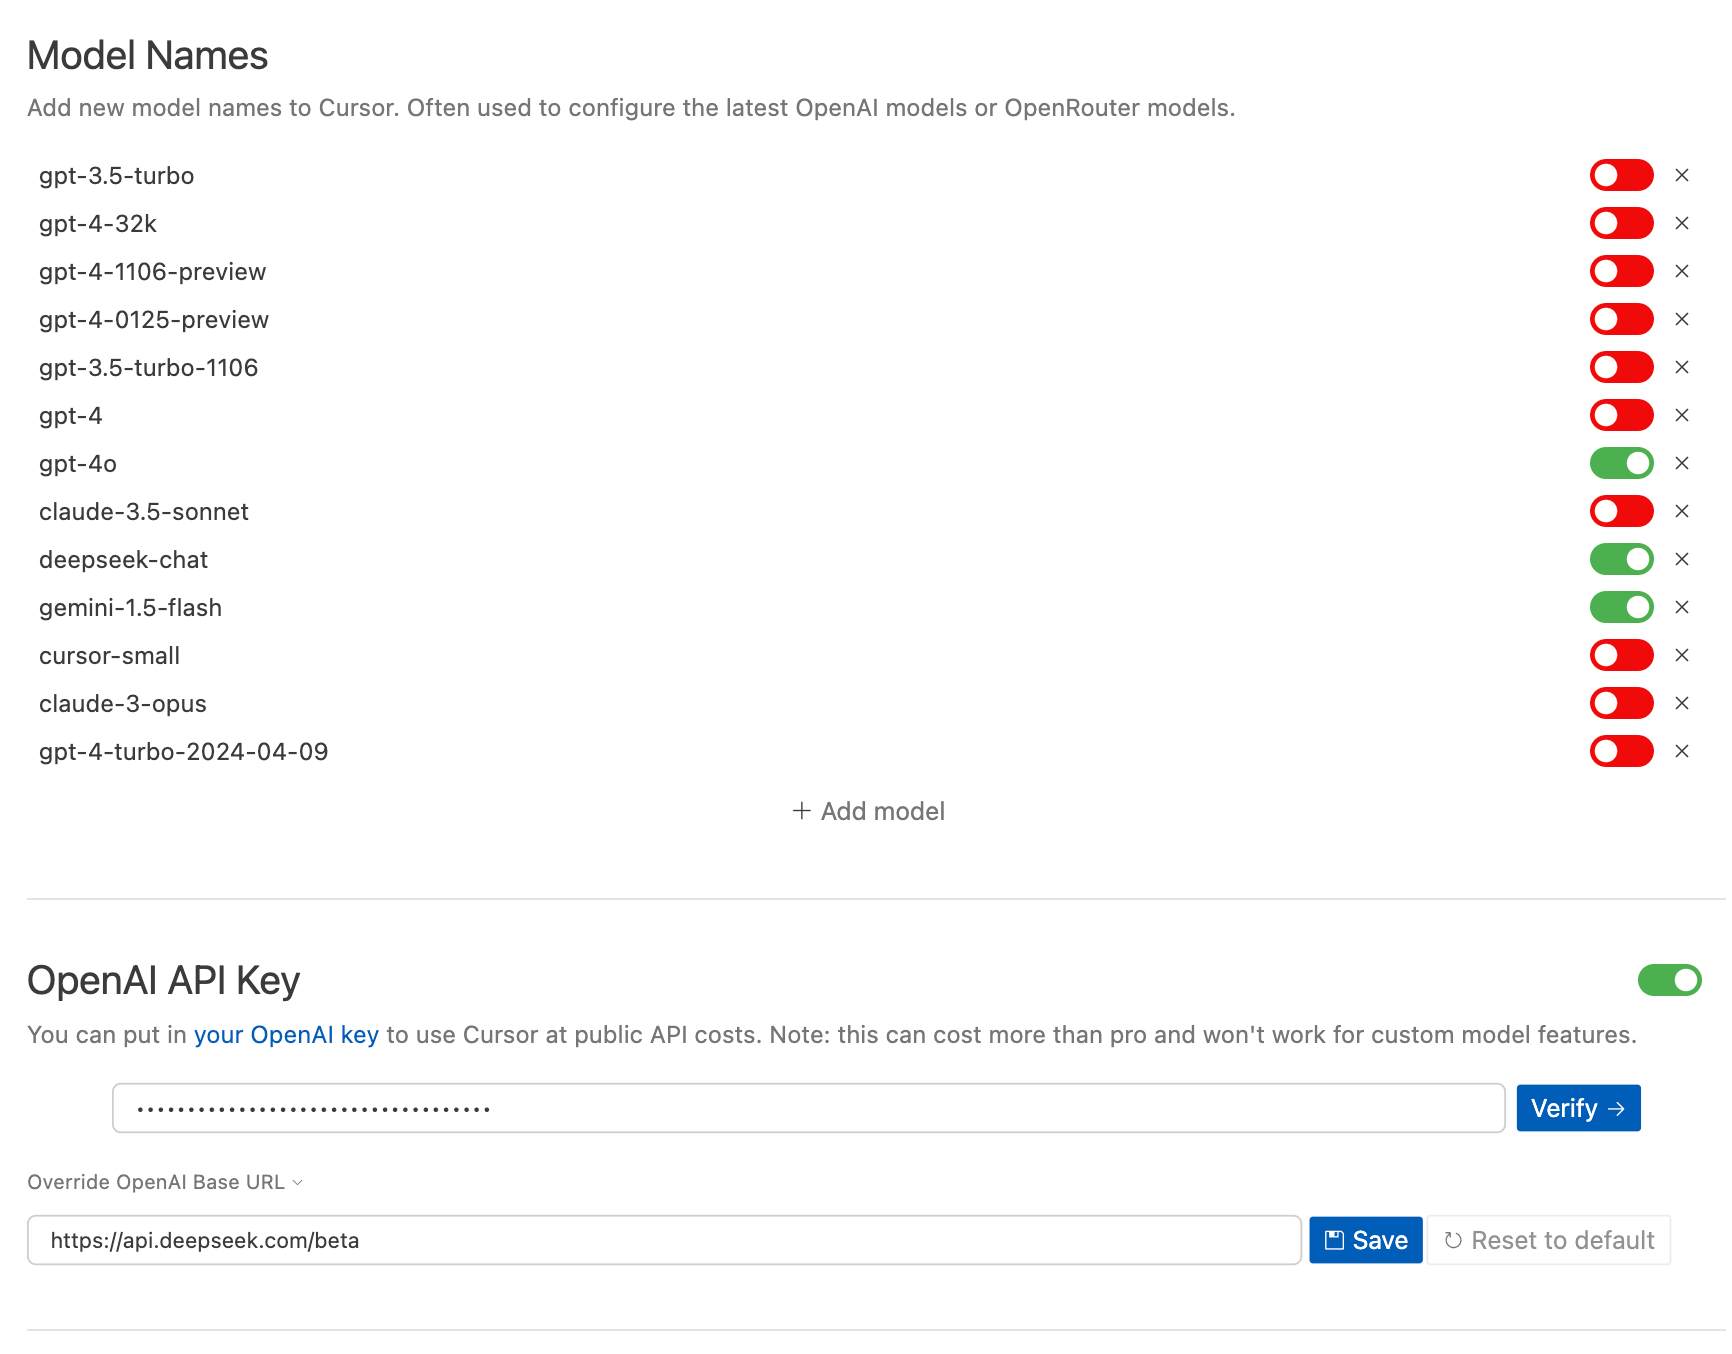 Model Names
Add new model names to Cursor. Often used to configure the latest OpenAI models or OpenRouter models.
gpt-3.5-turbo
gpt-4-32k
gpt-4-1106-preview
gpt-4-0125-preview
gpt-3.5-turbo-1106
gpt-4
gpt-4o
claude-3.5-sonnet
deepseek-chat
gemini-1.5-flash
cursor-small
claude-3-opus
gpt-4-turbo-2024-04-09
+ Add model
OpenAI API Key
You can put in your OpenAI key to use Cursor at public API costs. Note: this can cost more than pro and won't work for custom model features.
••••••••••••••••••••••••••••••••••• Verify →
Override OpenAI Base URL
https://api.deepseek.com/beta Save Reset to default